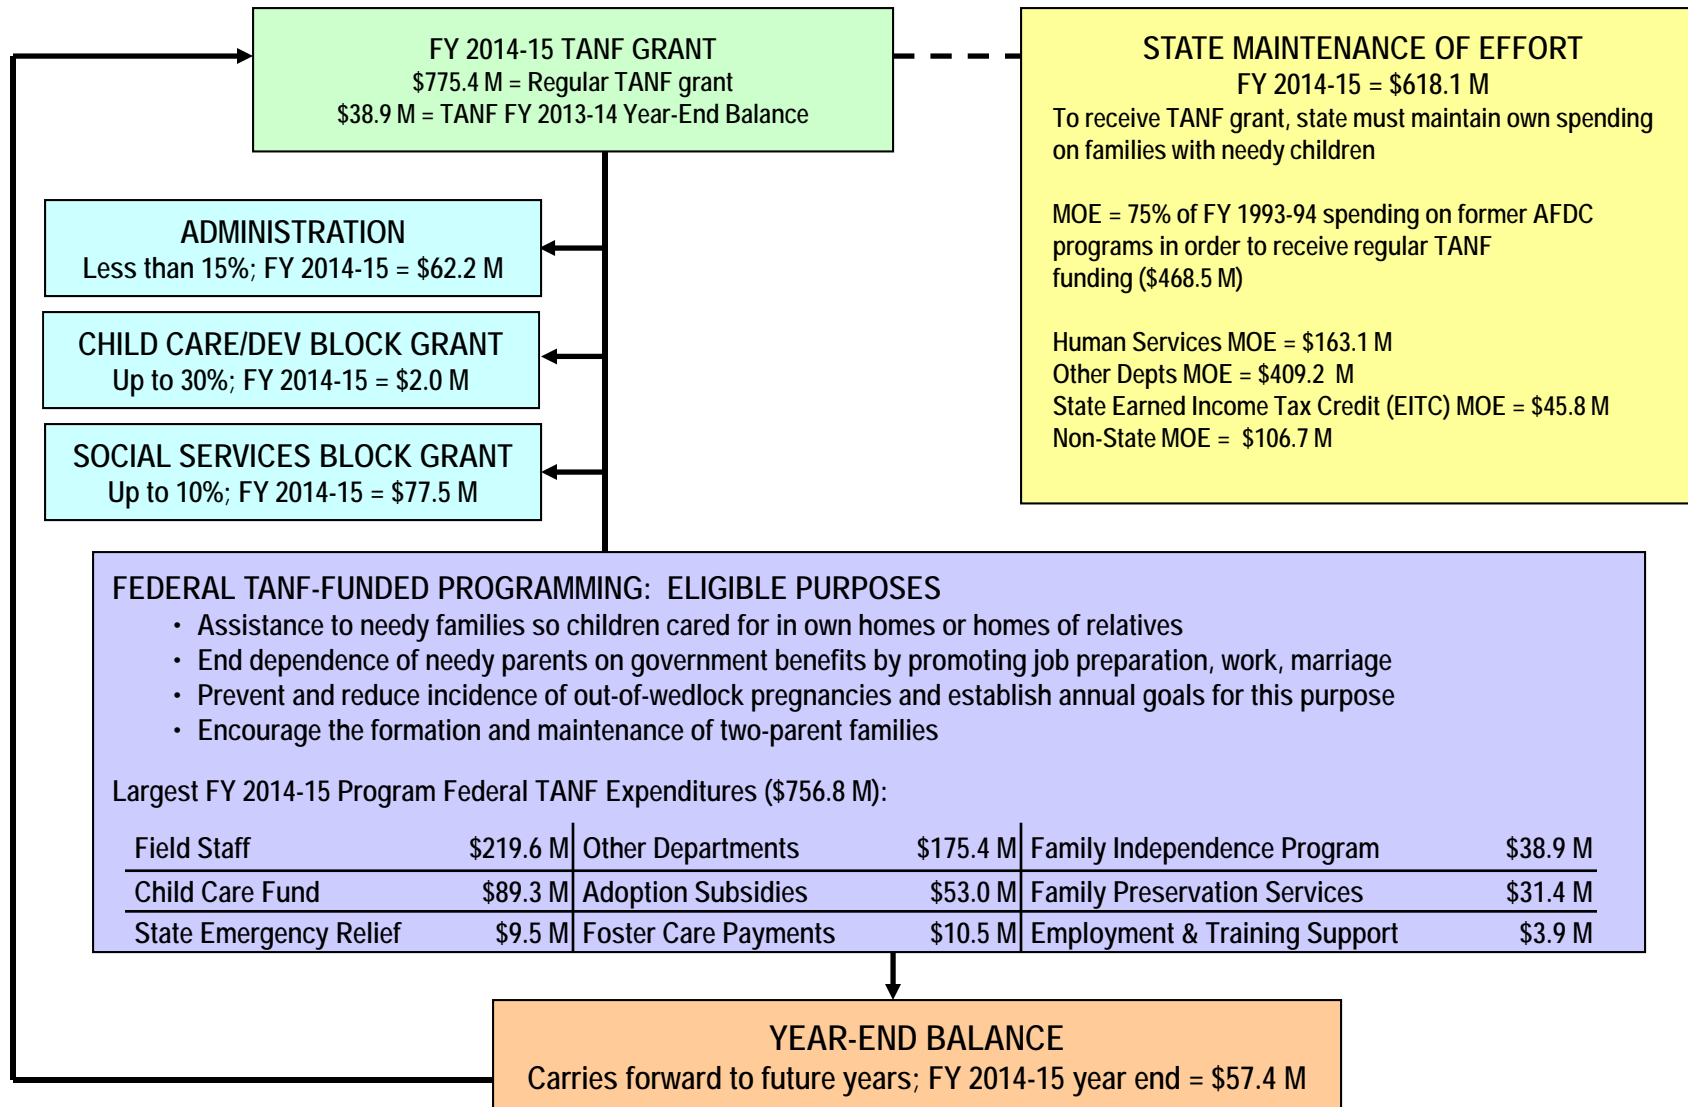 FY 2014-15 TANF GRANT
$775.4 M = Regular TANF grant
$38.9 M = TANF FY 2013-14 Year-End Balance
STATE MAINTENANCE OF EFFORT
FY 2014-15 = $618.1 M
To receive TANF grant, state must maintain own spending
on families with needy children
MOE = 75% of FY 1993-94 spending on former AFDC
programs in order to receive regular TANF
funding ($468.5 M)
Human Services MOE = $163.1 M
Other Depts MOE = $409.2 M
State Earned Income Tax Credit (EITC) MOE = $45.8 M
Non-State MOE = $106.7 M
ADMINISTRATION
Less than 15%; FY 2014-15 = $62.2 M
CHILD CARE/DEV BLOCK GRANT
Up to 30%; FY 2014-15 = $2.0 M
SOCIAL SERVICES BLOCK GRANT
Up to 10%; FY 2014-15 = $77.5 M
FEDERAL TANF-FUNDED PROGRAMMING: ELIGIBLE PURPOSES
• Assistance to needy families so children cared for in own homes or homes of relatives
• End dependence of needy parents on government benefits by promoting job preparation, work, marriage
• Prevent and reduce incidence of out-of-wedlock pregnancies and establish annual goals for this purpose
• Encourage the formation and maintenance of two-parent families
Largest FY 2014-15 Program Federal TANF Expenditures ($756.8 M):
Field Staff $219.6 M Other Departments $175.4 M Family Independence Program $38.9 M
Child Care Fund $89.3 M Adoption Subsidies $53.0 M Family Preservation Services $31.4 M
State Emergency Relief $9.5 M Foster Care Payments $10.5 M Employment & Training Support $3.9 M
YEAR-END BALANCE
Carries forward to future years; FY 2014-15 year end = $57.4 M